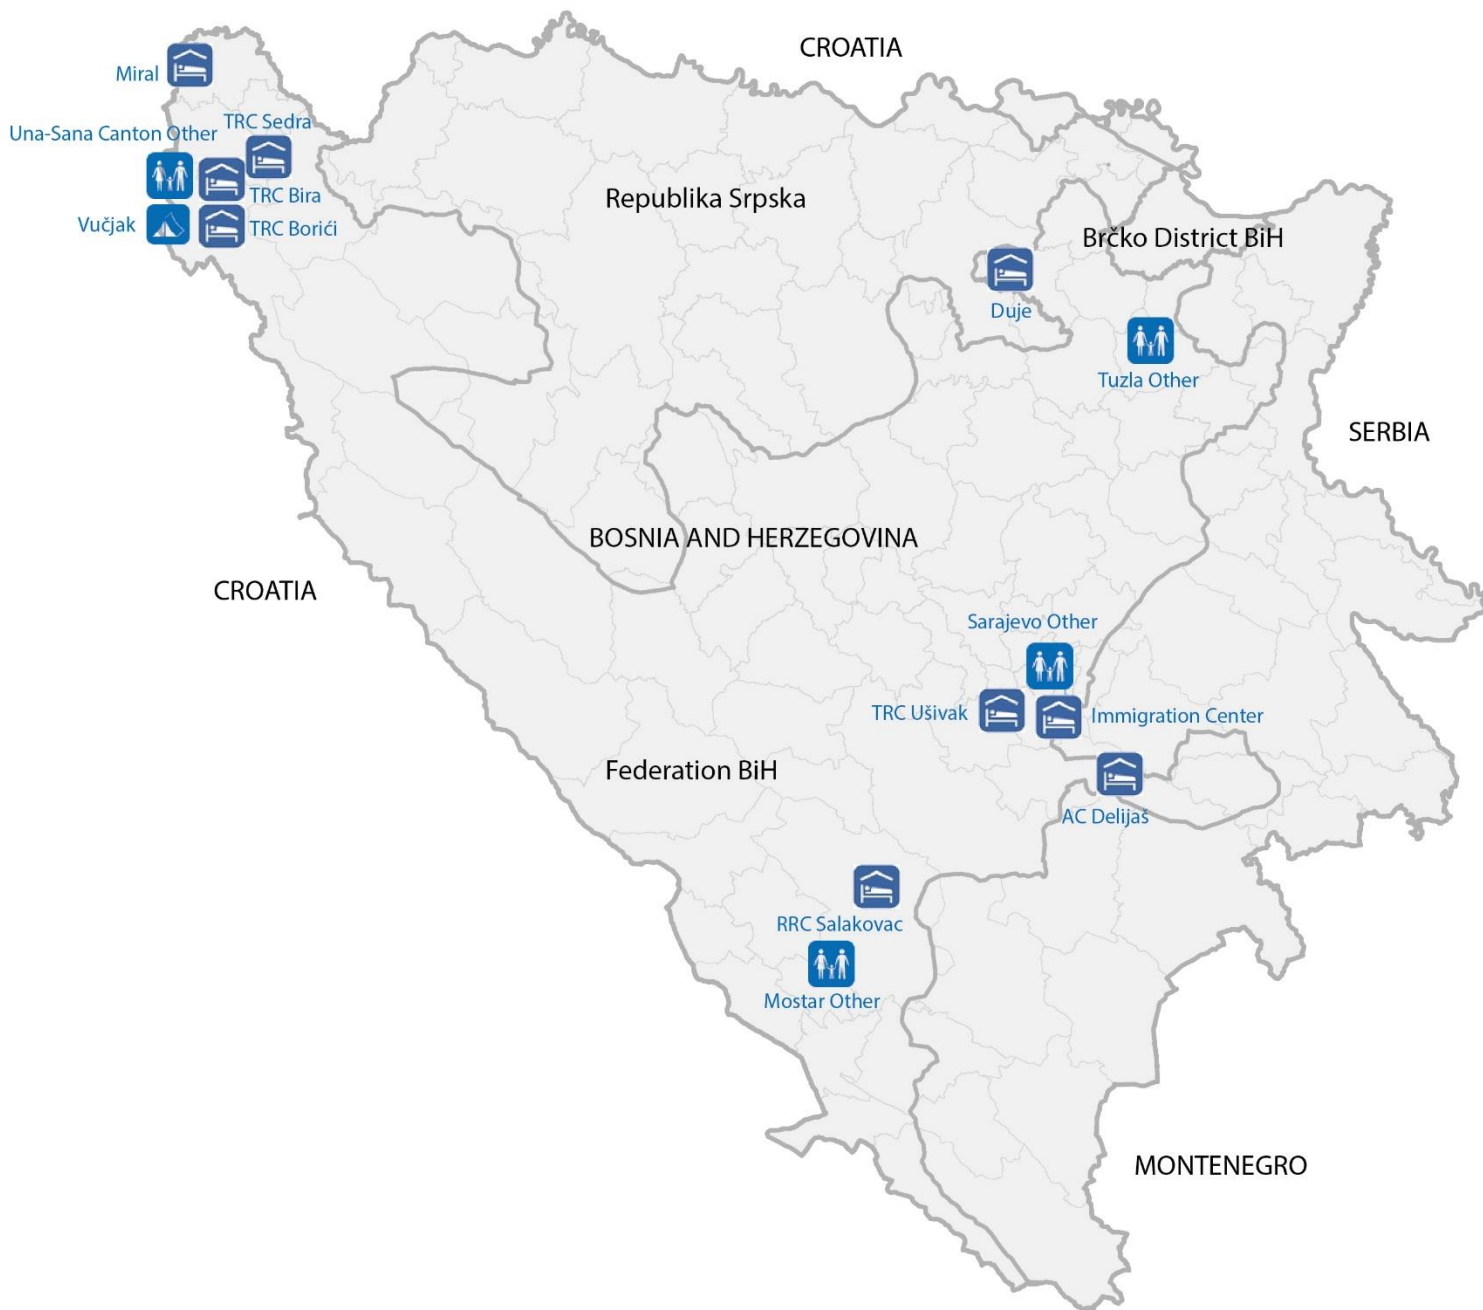 CROATIA
Miral
TRC Sedra
Una-Sana Canton Other
TRC Bira
Republika Srpska
Vučjak
TRC Borići
Brčko District BiH
Duje
Tuzla Other
SERBIA
BOSNIA AND HERZEGOVINA
CROATIA
Sarajevo Other
TRC Ušivak
Immigration Center
Federation BiH
AC Delijaš
RRC Salakovac
Mostar Other
MONTENEGRO